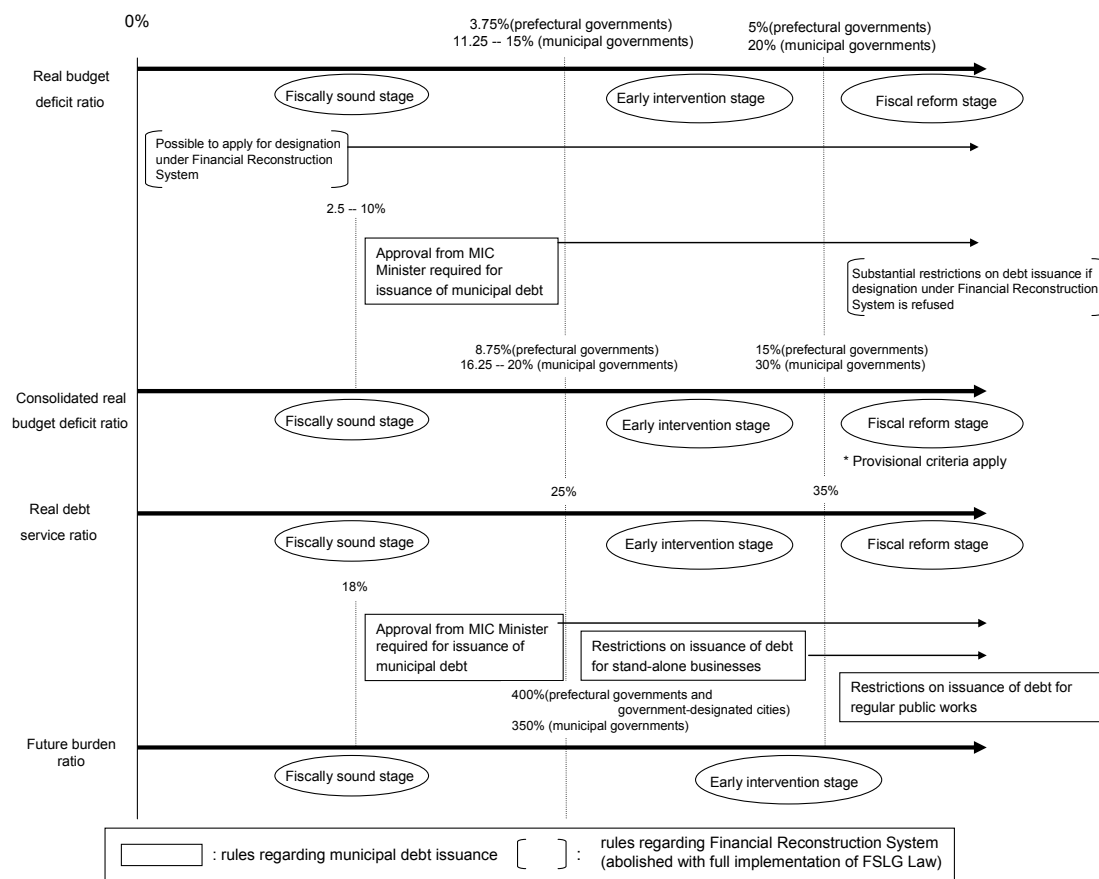 0%
3.75%(prefectural governments)
11.25 -- 15% (municipal governments)
5%(prefectural governments)
20% (municipal governments)
Real budget
deficit ratio
Fiscally sound stage
Early intervention stage
Fiscal reform stage
Possible to apply for designation
under Financial Reconstruction
System
2.5 -- 10%
Approval from MIC
Minister required for
issuance of municipal debt
Substantial restrictions on debt issuance if
designation under Financial Reconstruction
System is refused
8.75%(prefectural governments)
16.25 -- 20% (municipal governments)
15%(prefectural governments)
30% (municipal governments)
Consolidated real
budget deficit ratio
Fiscally sound stage
Early intervention stage
Fiscal reform stage
* Provisional criteria apply
25%
35%
Real debt
service ratio
Fiscally sound stage
Early intervention stage
Fiscal reform stage
18%
Approval from MIC Minister
required for issuance of
municipal debt
Restrictions on issuance of debt
for stand-alone businesses
Restrictions on issuance of debt for
regular public works
400%(prefectural governments and
government-designated cities)
350% (municipal governments)
Future burden
ratio
Fiscally sound stage
Early intervention stage
: rules regarding municipal debt issuance
: rules regarding Financial Reconstruction System
(abolished with full implementation of FSLG Law)